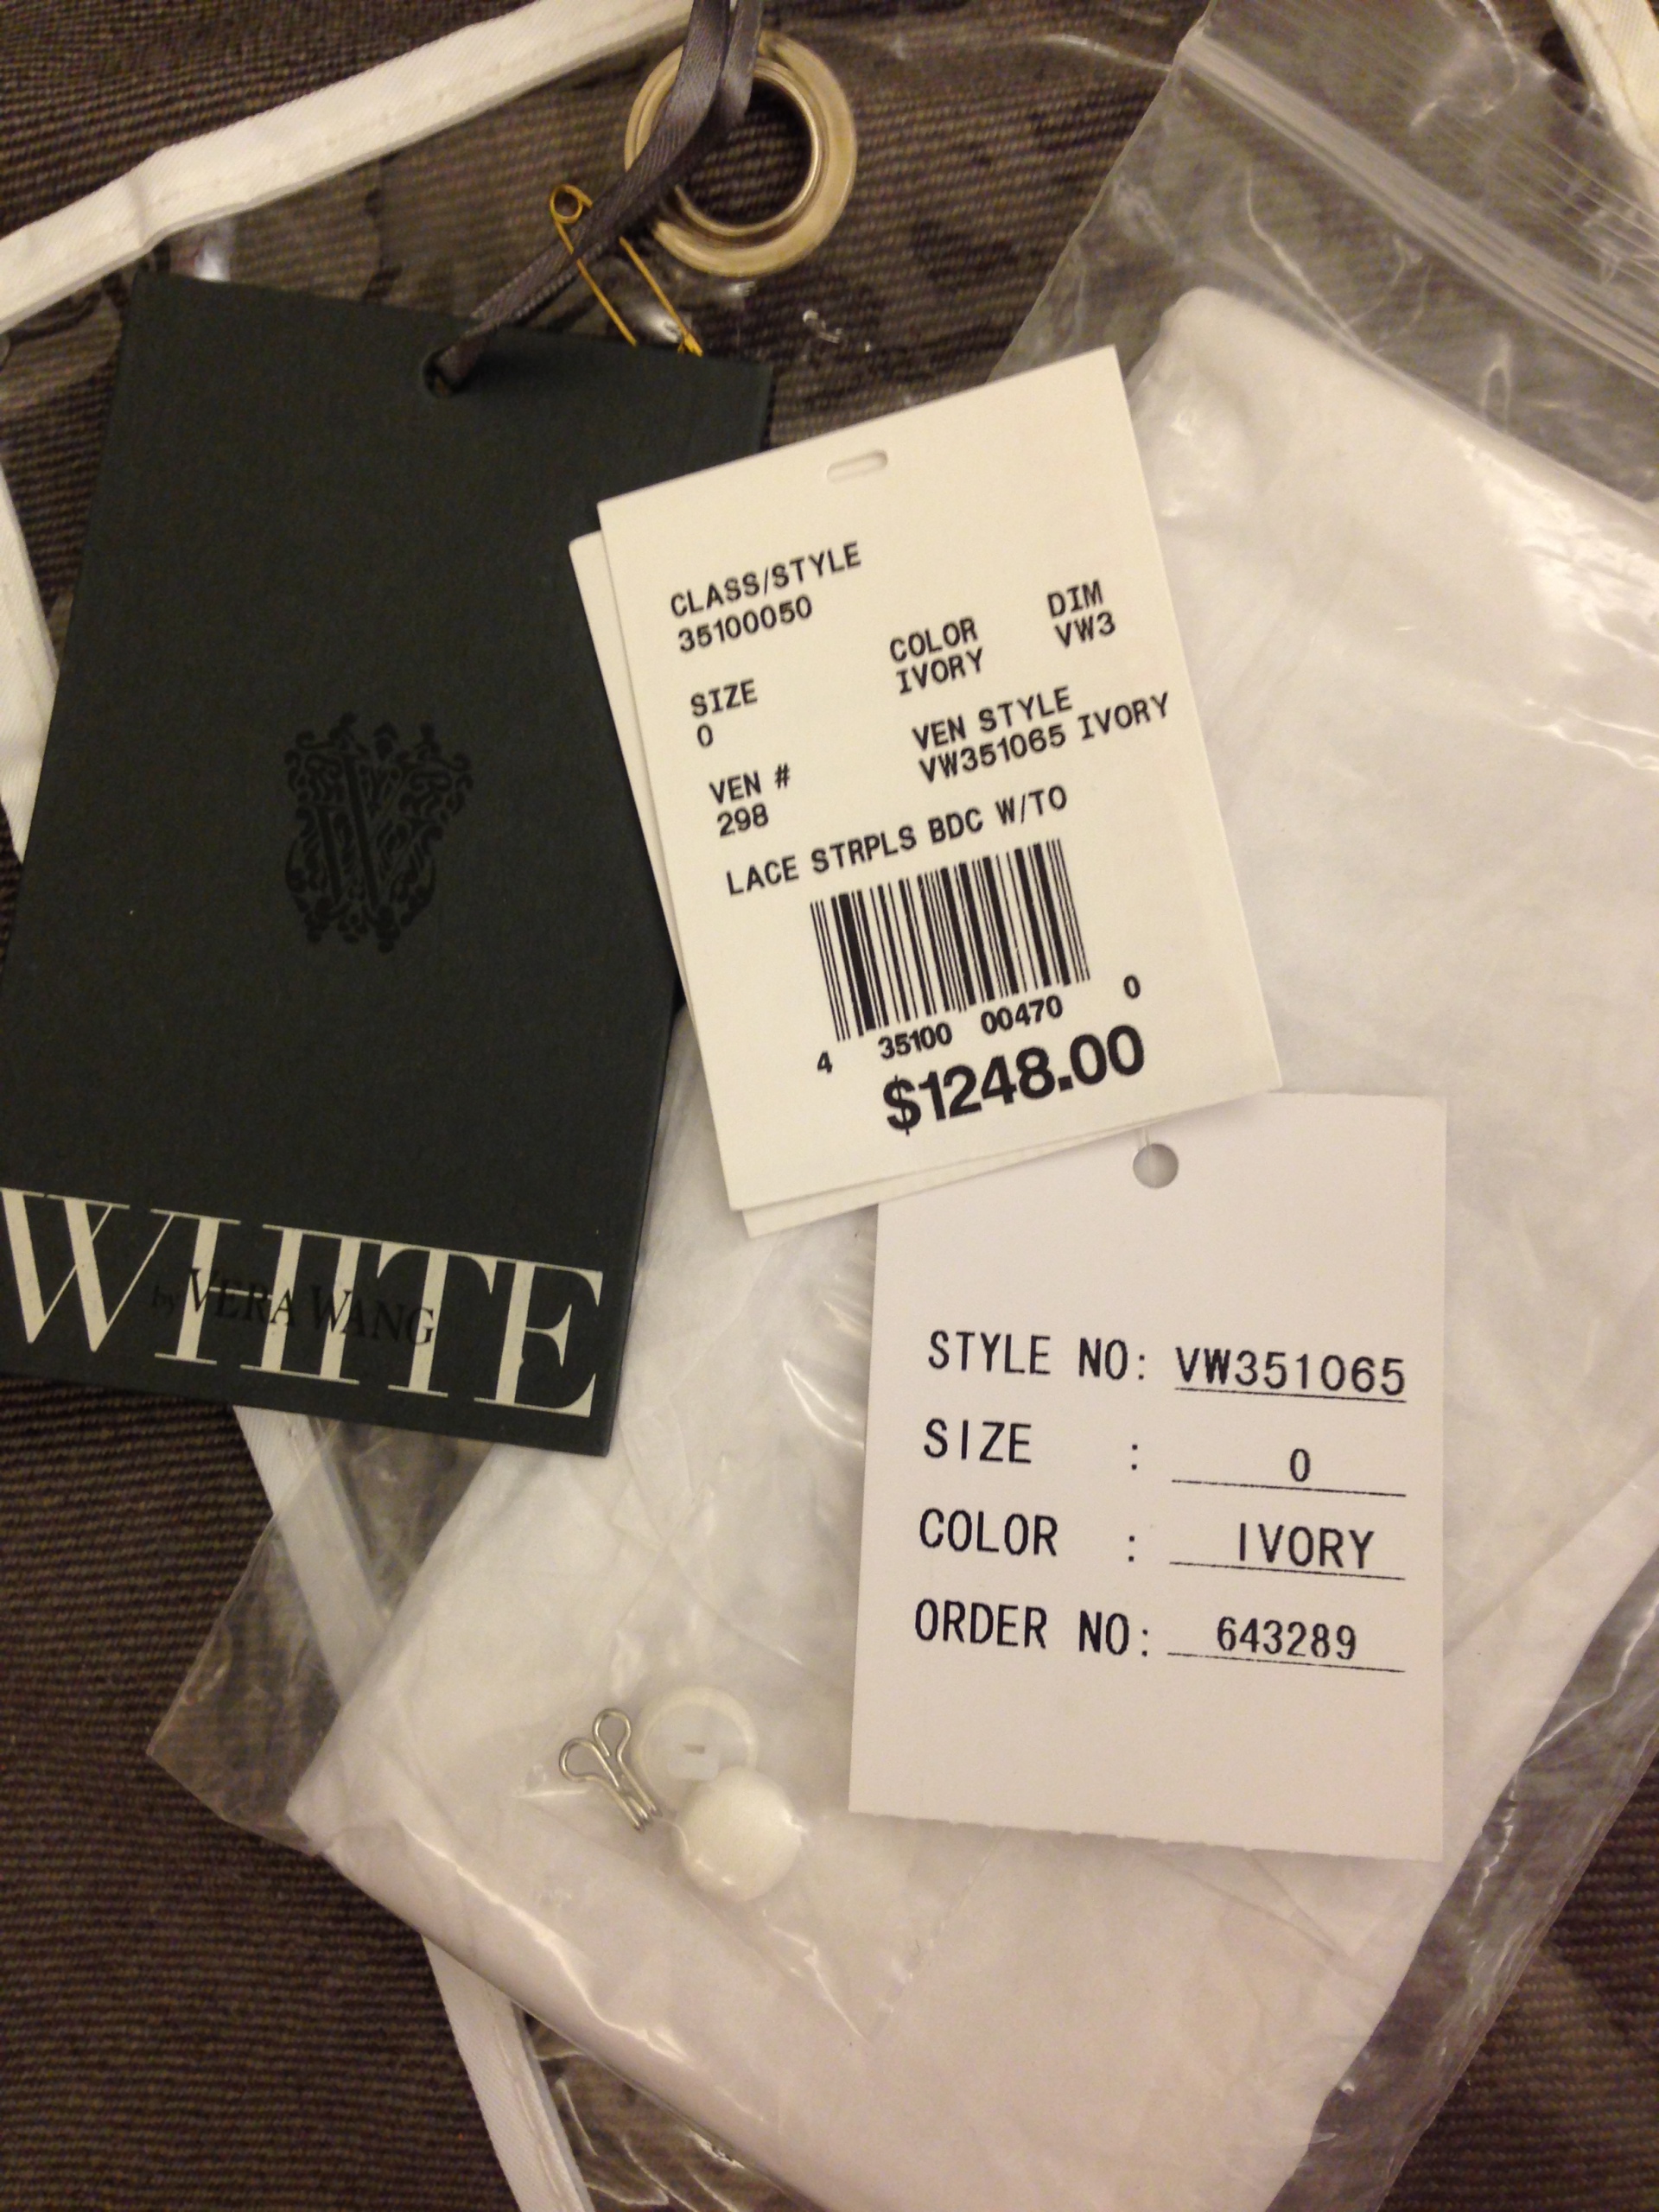 WHITE
by VERA WANG
CLASS/STYLE
35100050
COLOR DIM
IVORY VW3
SIZE
0
VEN STYLE
VW351065 IVORY
VEN #
298
LACE STRPLS BDC W/TO
4 35100 00470 0
$1248.00
STYLE NO: VW351065
SIZE : 0
COLOR : IVORY
ORDER NO: 643289